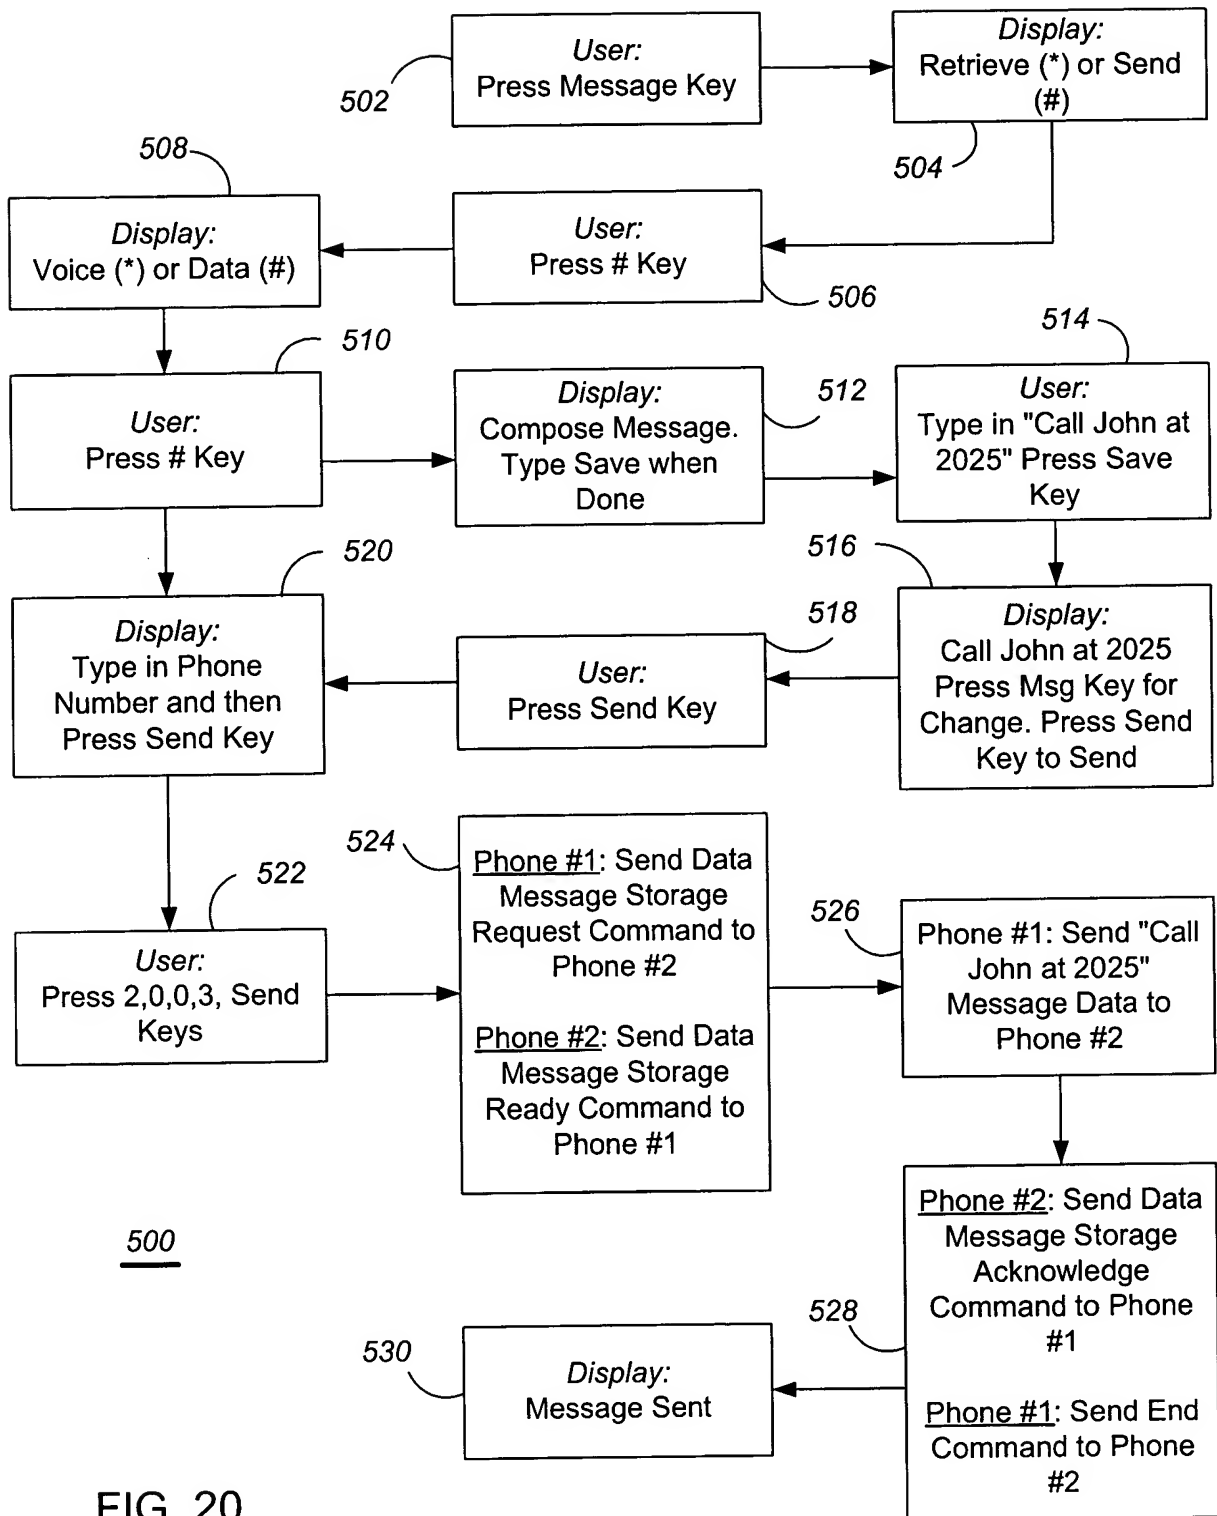 User:
Press Message Key
502
Display:
Retrieve (*) or Send
(#)
504
508
Display:
Voice (*) or Data (#)
User:
Press # Key
506
510
User:
Press # Key
Display:
Compose Message.
Type Save when
Done
512
514
User:
Type in "Call John at
2025" Press Save
Key
516
Display:
Call John at 2025
Press Msg Key for
Change. Press Send
Key to Send
518
User:
Press Send Key
520
Display:
Type in Phone
Number and then
Press Send Key
522
User:
Press 2,0,0,3, Send
Keys
524
Phone #1: Send Data
Message Storage
Request Command to
Phone #2
Phone #2: Send Data
Message Storage
Ready Command to
Phone #1
526
Phone #1: Send "Call
John at 2025"
Message Data to
Phone #2
528
Phone #2: Send Data
Message Storage
Acknowledge
Command to Phone
#1
Phone #1: Send End
Command to Phone
#2
530
Display:
Message Sent
500
FIG. 20